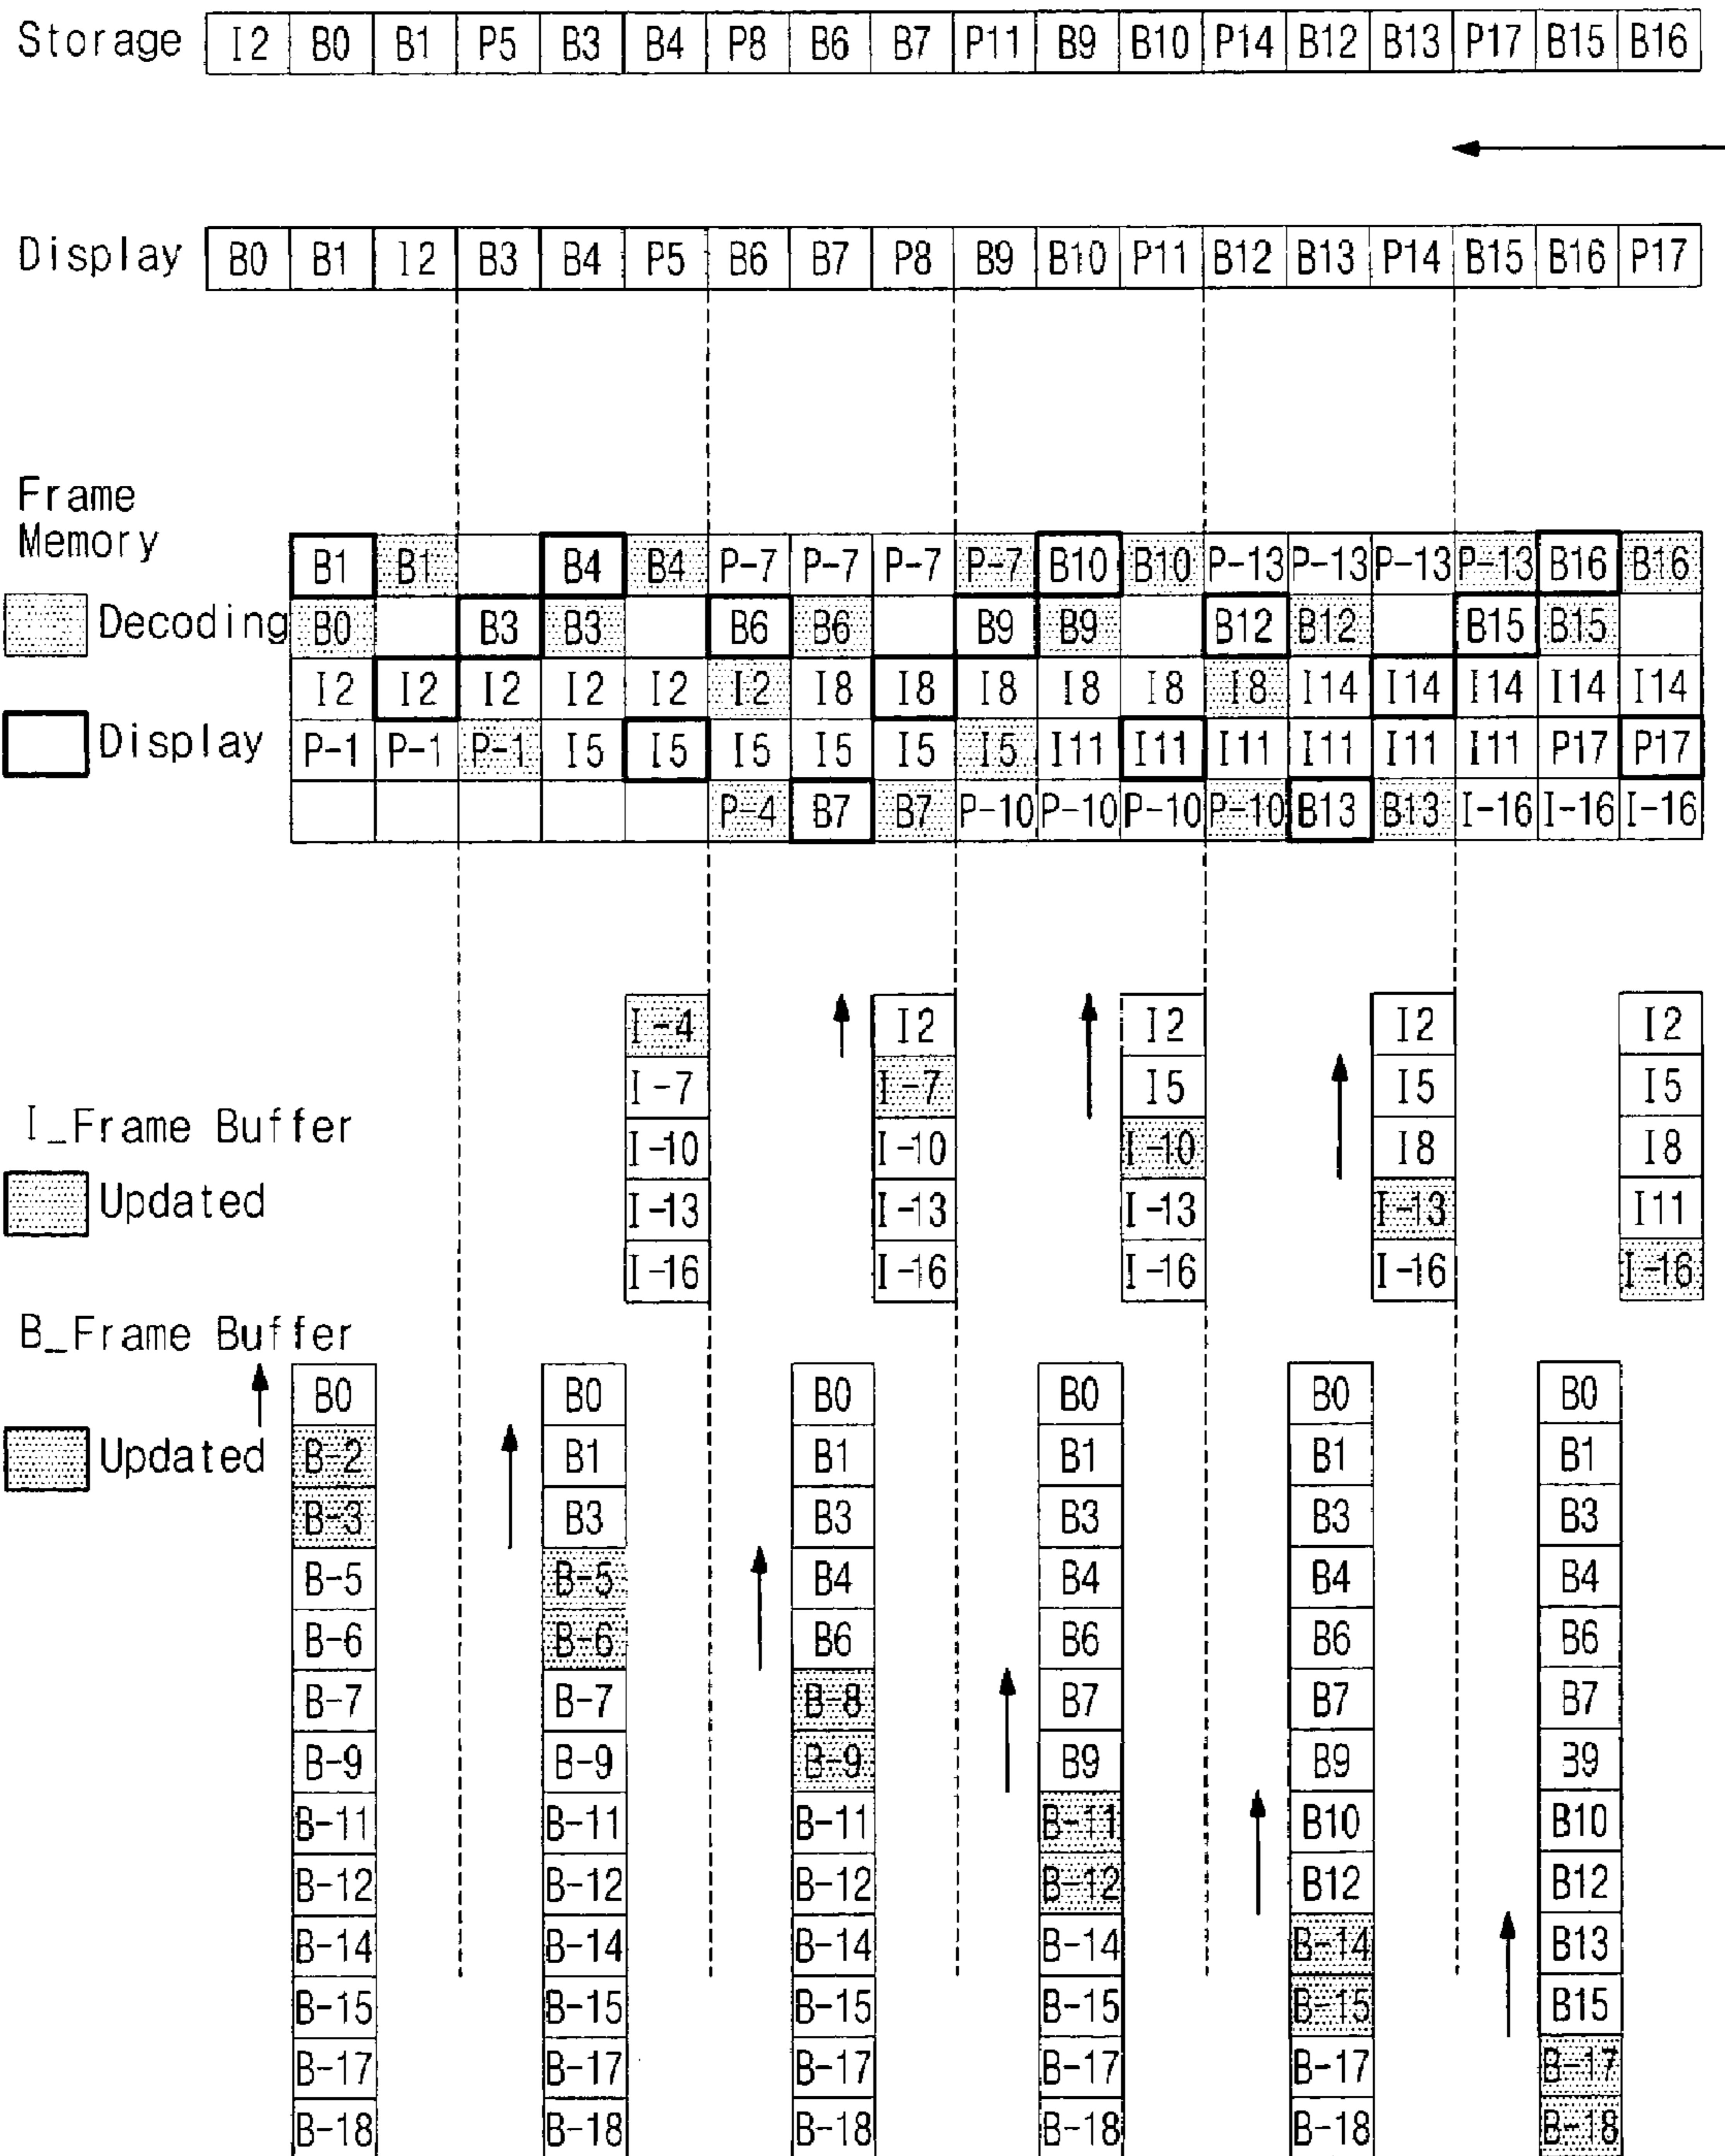 Storage I2 B0 B1 P5 B3 B4 P8 B6 B7 P11 B9 B10 P14 B12 B13 P17 B15 B16
Display B0 B1 I2 B3 B4 P5 B6 B7 P8 B9 B10 P11 B12 B13 P14 B15 B16 P17
Frame
Memory
B1 B1 B4 B4 P-7 P-7 P-7 P-7 B10 B10 P-13 P-13 P-13 P-13 B16 B16
Decoding B0 B3 B3 B6 B6 B9 B9 B12 B12 B15 B15
I2 I2 I2 I2 I2 I2 I8 I8 I8 I8 I8 I8 I14 I14 I14 I14 I14
Display P-1 P-1 P-1 I5 I5 I5 I5 I5 I5 I11 I11 I11 I11 I11 I11 P17 P17
P-4 B7 B7 P-10 P-10 P-10 P-10 B13 B13 I-16 I-16 I-16
I-4 I2 I2 I2 I2
I-7 I-7 I5 I5 I5
I_Frame Buffer I-10 I-10 I-10 I8 I8
Updated I-13 I-13 I-13 I-13 I11
I-16 I-16 I-16 I-16 I-16
B_Frame Buffer
B0 B0 B0 B0 B0 B0
Updated B-2 B1 B1 B1 B1 B1
B-3 B3 B3 B3 B3 B3
B-5 B-5 B4 B4 B4 B4
B-6 B-6 B6 B6 B6 B6
B-7 B-7 B-8 B7 B7 B7
B-9 B-9 B-9 B9 B9 B9
B-11 B-11 B-11 B-11 B10 B10
B-12 B-12 B-12 B-12 B12 B12
B-14 B-14 B-14 B-14 B-14 B13
B-15 B-15 B-15 B-15 B-15 B15
B-17 B-17 B-17 B-17 B-17 B-17
B-18 B-18 B-18 B-18 B-18 B-18